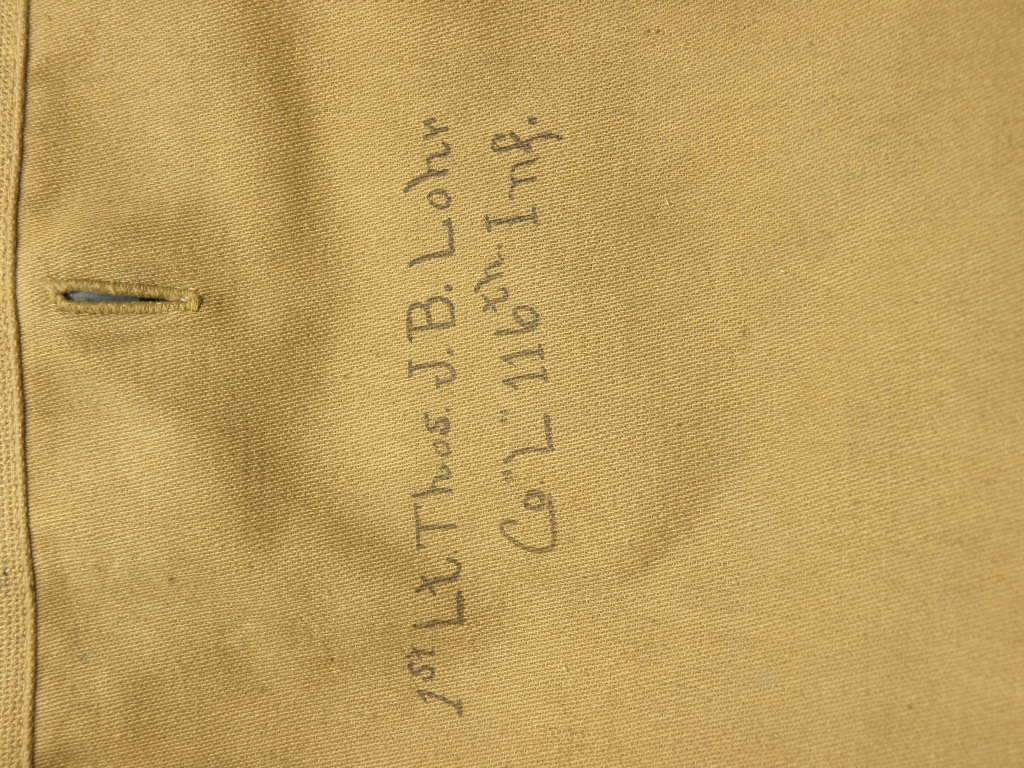 1st Lt Thos. J. B. Lohr
Co. "L" 116th. Inf.